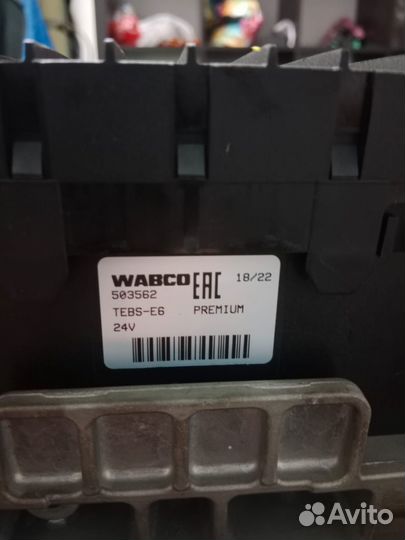 WABCO EAC 18/22
503562
TEBS-E6 PREMIUM
24V
Avito